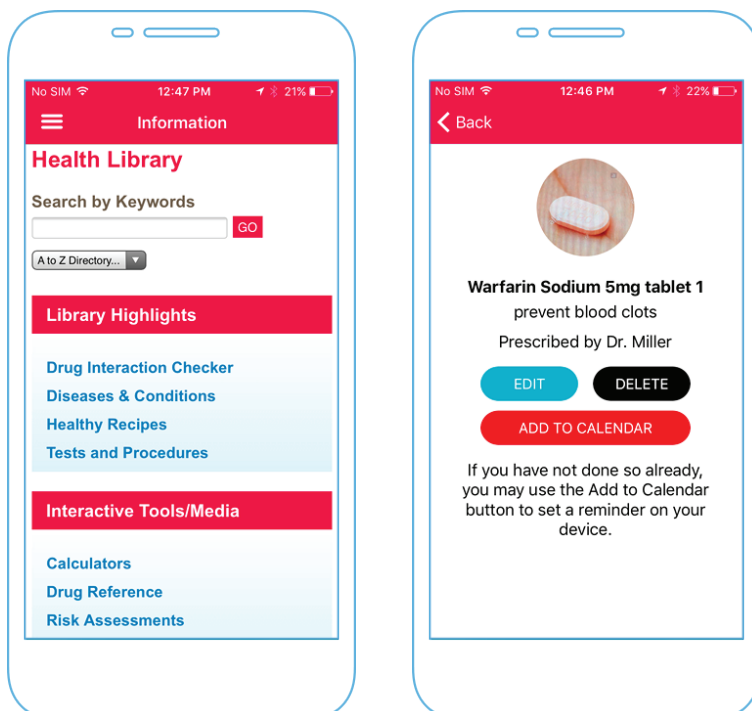 No SIM 12:47 PM 21%
Information
Health Library
Search by Keywords
GO
A to Z Directory...
Library Highlights
Drug Interaction Checker
Diseases & Conditions
Healthy Recipes
Tests and Procedures
Interactive Tools/Media
Calculators
Drug Reference
Risk Assessments
No SIM 12:46 PM 22%
Back
Warfarin Sodium 5mg tablet 1
prevent blood clots
Prescribed by Dr. Miller
EDIT DELETE
ADD TO CALENDAR
If you have not done so already,
you may use the Add to Calendar
button to set a reminder on your
device.